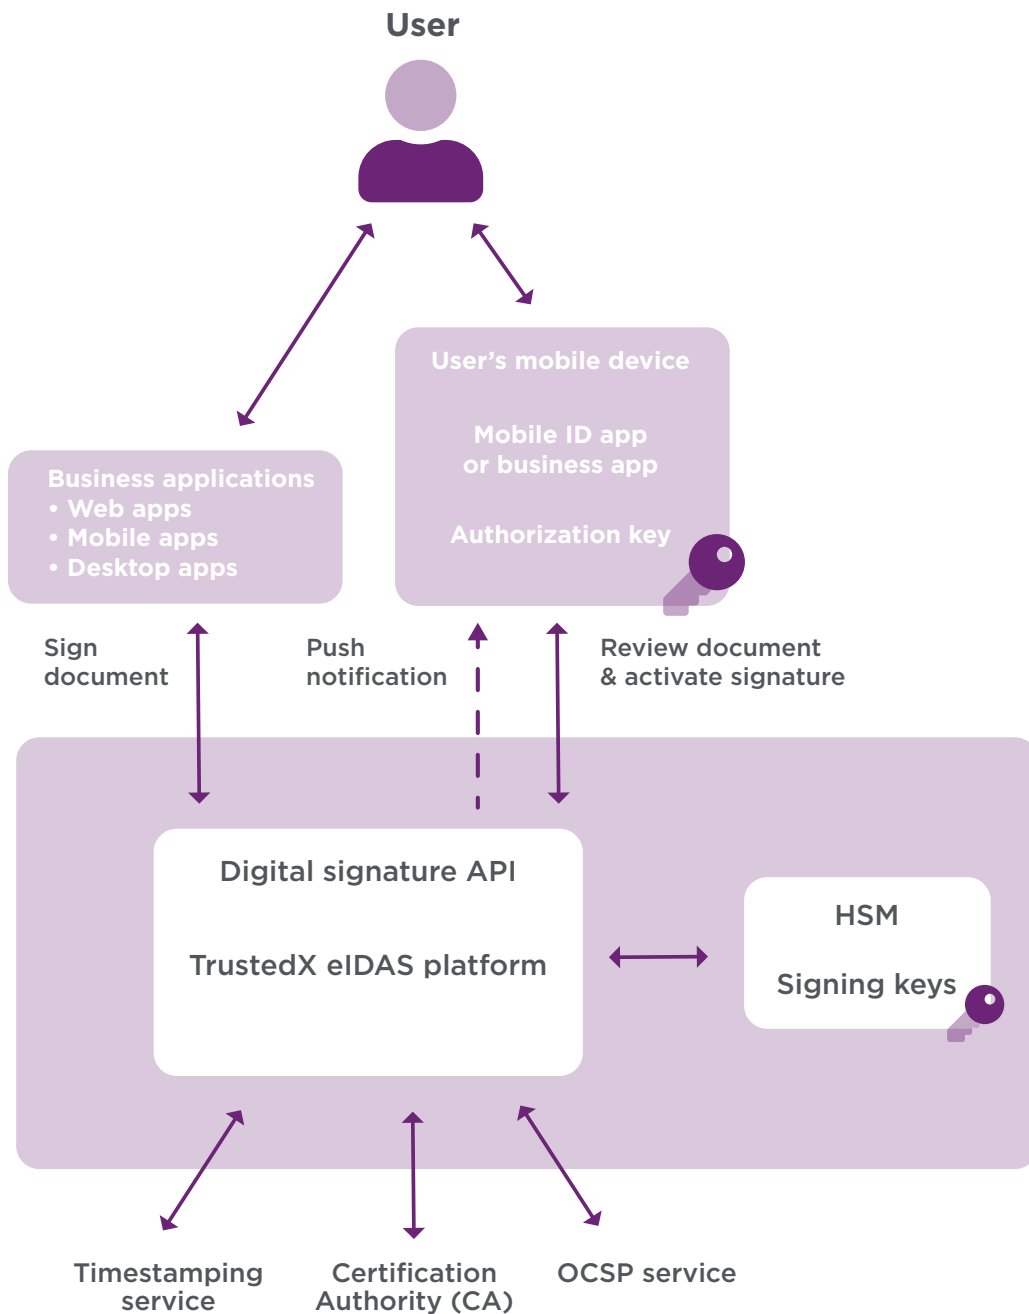 User
User’s mobile device
Mobile ID app
or business app
Authorization key
Business applications
• Web apps
• Mobile apps
• Desktop apps
Sign
document
Push
notification
Review document
& activate signature
Digital signature API
TrustedX eIDAS platform
HSM
Signing keys
Timestamping
service
Certification
Authority (CA)
OCSP service